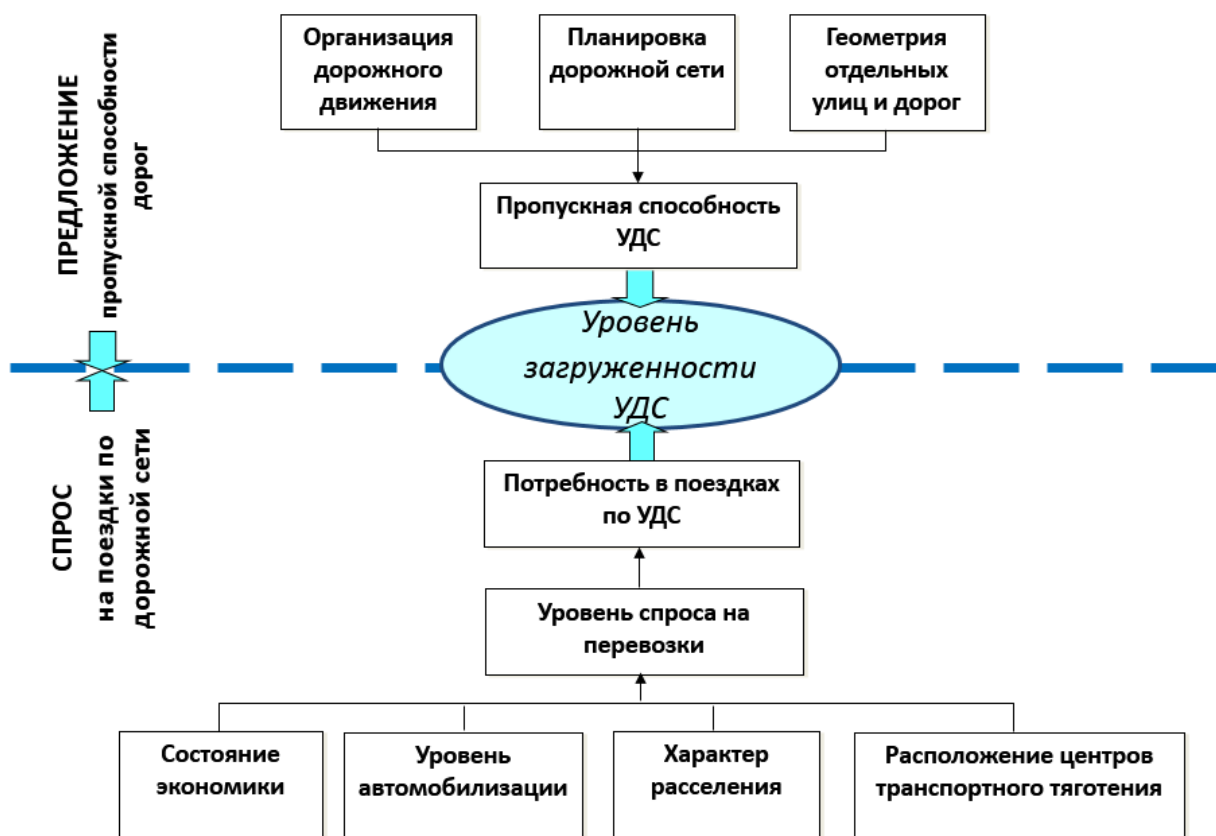 ПРЕДЛОЖЕНИЕ
пропускной способности
дорог
Организация
дорожного
движения
Планировка
дорожной сети
Геометрия
отдельных
улиц и дорог
Пропускная способность
УДС
Уровень
загруженности
УДС
СПРОС
на поездки по
дорожной сети
Потребность в поездках
по УДС
Уровень спроса на
перевозки
Состояние
экономики
Уровень
автомобилизации
Характер
расселения
Расположение центров
транспортного тяготения